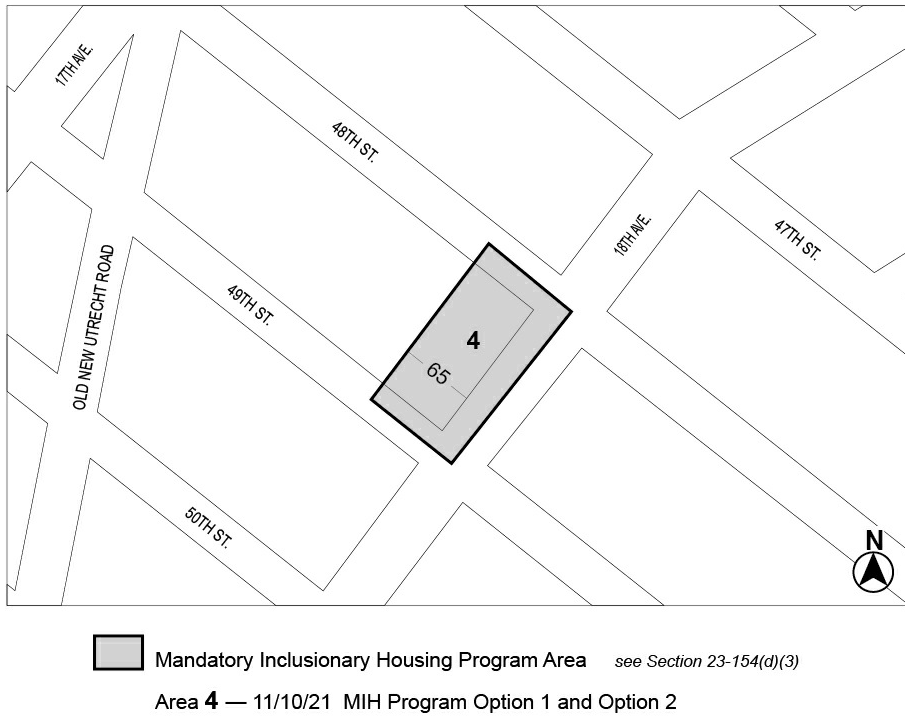 17TH AVE.
48TH ST.
18TH AVE.
47TH ST.
OLD NEW UTRECHT ROAD
49TH ST.
4
65
50TH ST.
N
Mandatory Inclusionary Housing Program Area see Section 23-154(d)(3)
Area 4 — 11/10/21 MIH Program Option 1 and Option 2